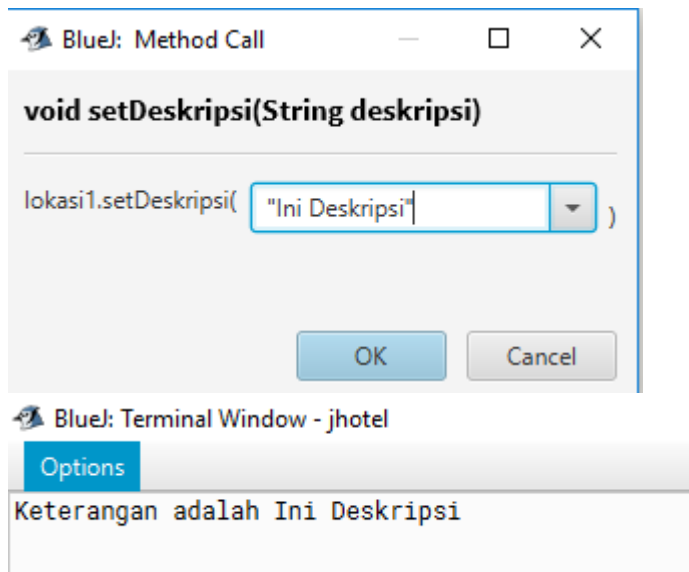 BlueJ: Method Call
void setDeskripsi(String deskripsi)
lokasi1.setDeskripsi( "Ini Deskripsi" )
OK Cancel
BlueJ: Terminal Window - jhotel
Options
Keterangan adalah Ini Deskripsi